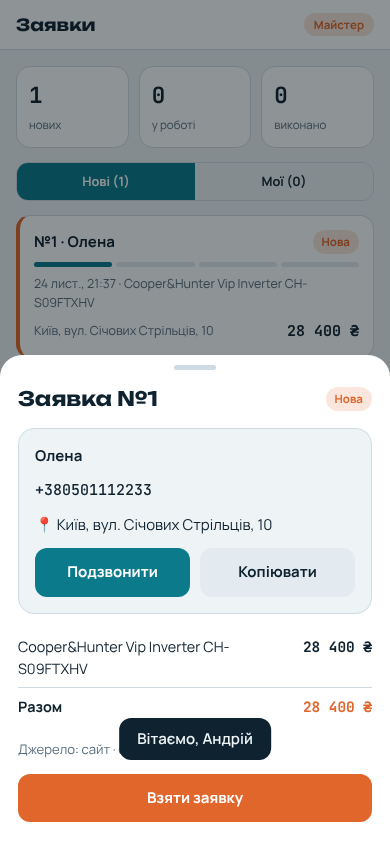 Заявки
Майстер
1
0
0
нових
у роботі
виконано
Нові (1)
Мої (0)
№1 · Олена
Нова
24 лист., 21:37 · Cooper&Hunter Vip Inverter CH-
S09FTXHV
Київ, вул. Січових Стрільців, 10
28 400 ₴
Заявка №1
Нова
Олена
+380501112233
Київ, вул. Січових Стрільців, 10
Подзвонити
Копіювати
Cooper&Hunter Vip Inverter CH-
S09FTXHV
28 400 ₴
Разом
28 400 ₴
Вітаємо, Андрій
Джерело: сайт ·
Взяти заявку